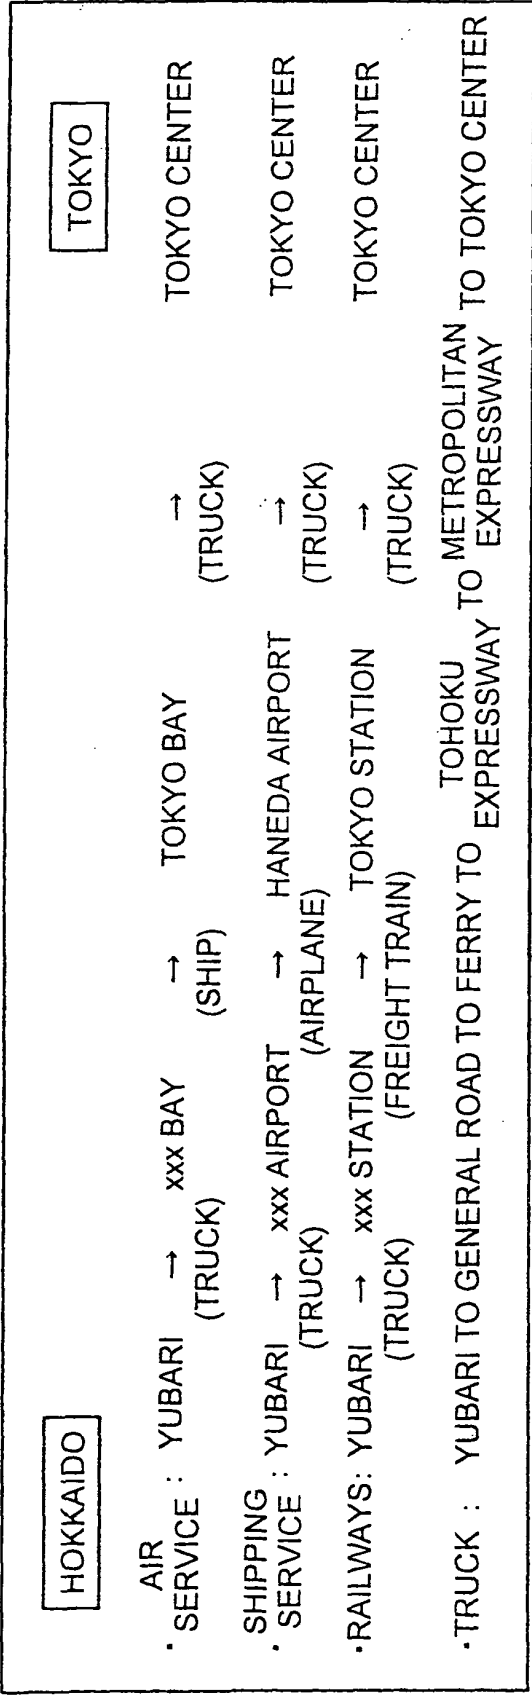 HOKKAIDO TOKYO
· AIR SERVICE : YUBARI → xxx BAY → TOKYO BAY → TOKYO CENTER
(TRUCK) (SHIP) (TRUCK)
· SHIPPING SERVICE : YUBARI → xxx AIRPORT → HANEDA AIRPORT → TOKYO CENTER
(TRUCK) (AIRPLANE) (TRUCK)
·RAILWAYS: YUBARI → xxx STATION → TOKYO STATION → TOKYO CENTER
(TRUCK) (FREIGHT TRAIN) (TRUCK)
·TRUCK : YUBARI TO GENERAL ROAD TO FERRY TO TOHOKU EXPRESSWAY TO METROPOLITAN EXPRESSWAY TO TOKYO CENTER